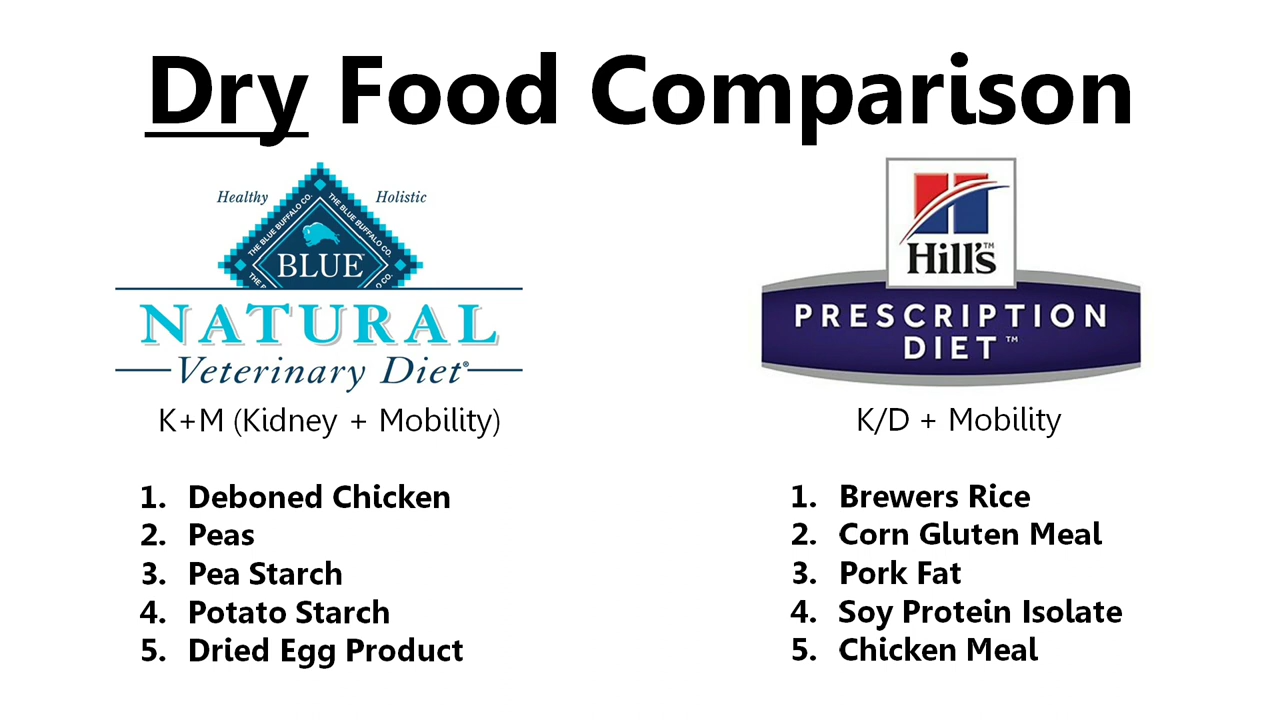 Dry Food Comparison
Healthy Holistic
THE BLUE BUFFALO CO. THE BLUE BUFFALO CO.
BLUE
NATURAL
Veterinary Diet®
K+M (Kidney + Mobility)
1. Deboned Chicken
2. Peas
3. Pea Starch
4. Potato Starch
5. Dried Egg Product
Hill's™
PRESCRIPTION
DIET™
K/D + Mobility
1. Brewers Rice
2. Corn Gluten Meal
3. Pork Fat
4. Soy Protein Isolate
5. Chicken Meal